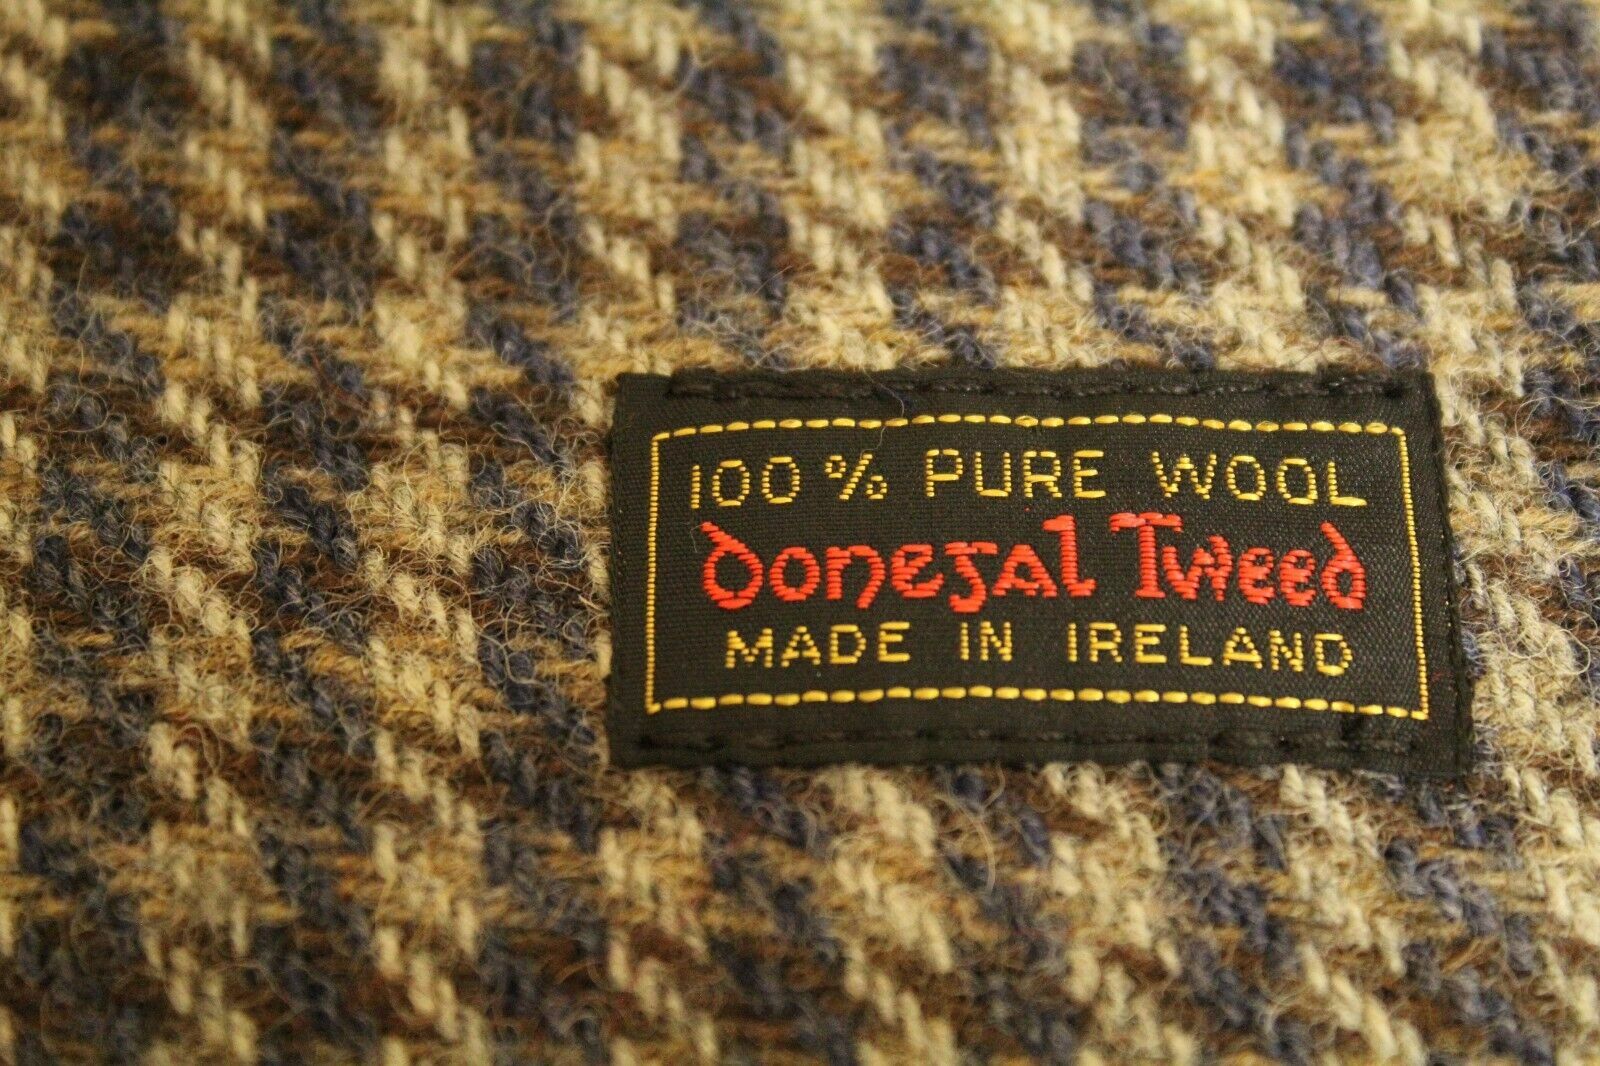 100% PURE WOOL
Donegal Tweed
MADE IN IRELAND